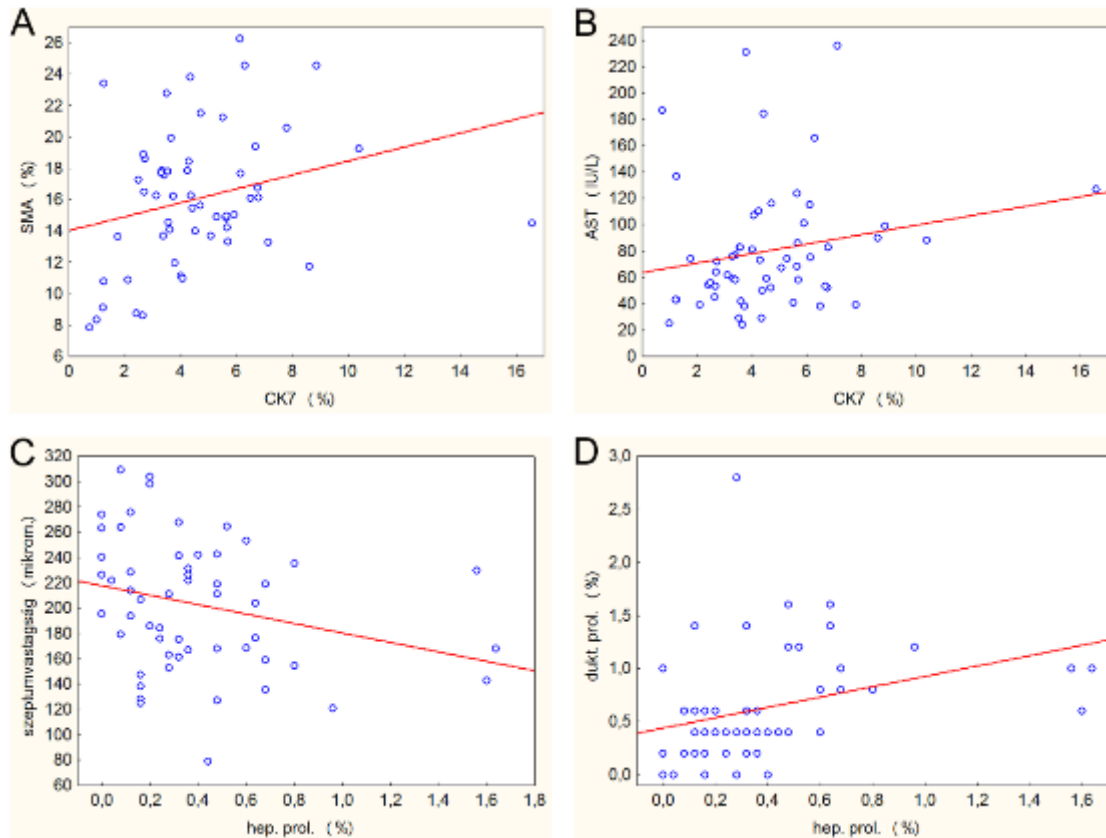 A
SMA (%)
26
24
22
20
18
16
14
12
10
8
6
0 2 4 6 8 10 12 14 16
CK7 (%)
B
AST (IU/L)
240
220
200
180
160
140
120
100
80
60
40
20
0
0 2 4 6 8 10 12 14 16
CK7 (%)
C
szeptumvastagság (mikrom.)
320
300
280
260
240
220
200
180
160
140
120
100
80
60
0,0 0,2 0,4 0,6 0,8 1,0 1,2 1,4 1,6 1,8
hep. prol. (%)
D
dukt. prol. (%)
3,0
2,5
2,0
1,5
1,0
0,5
0,0
0,0 0,2 0,4 0,6 0,8 1,0 1,2 1,4 1,6
hep. prol. (%)